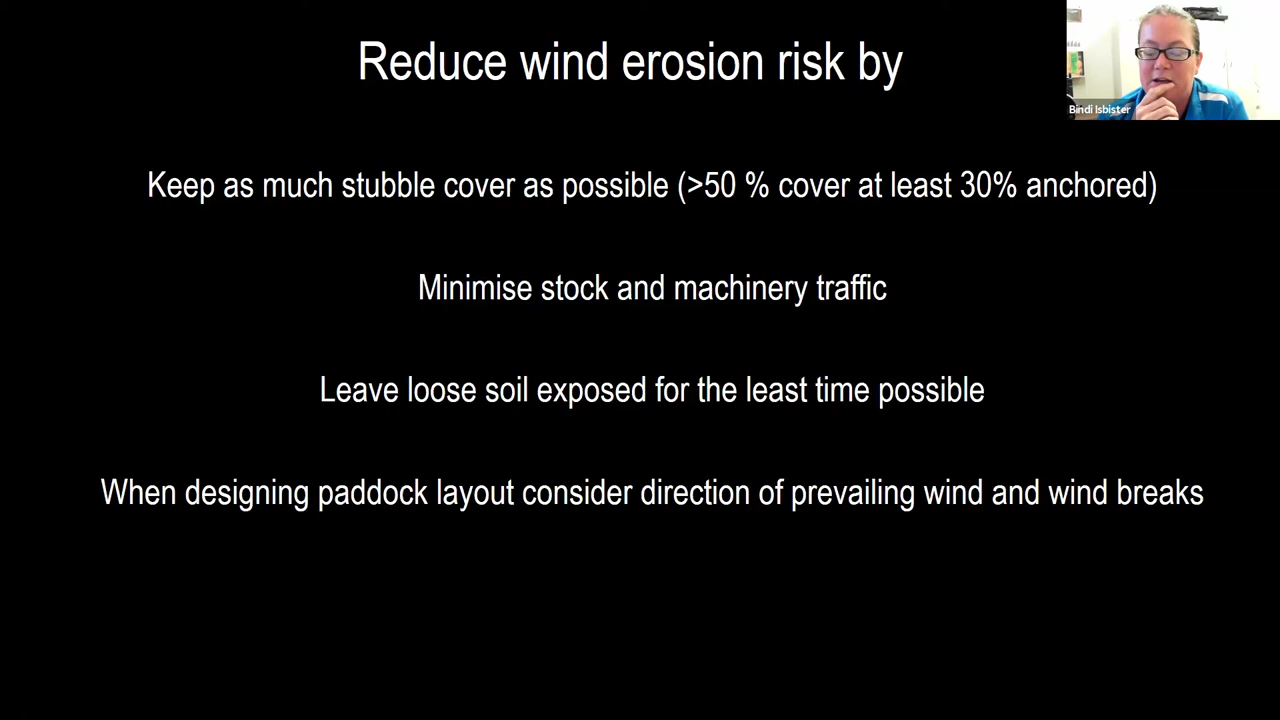 Reduce wind erosion risk by
Bindi Isbister
Keep as much stubble cover as possible (>50 % cover at least 30% anchored)
Minimise stock and machinery traffic
Leave loose soil exposed for the least time possible
When designing paddock layout consider direction of prevailing wind and wind breaks